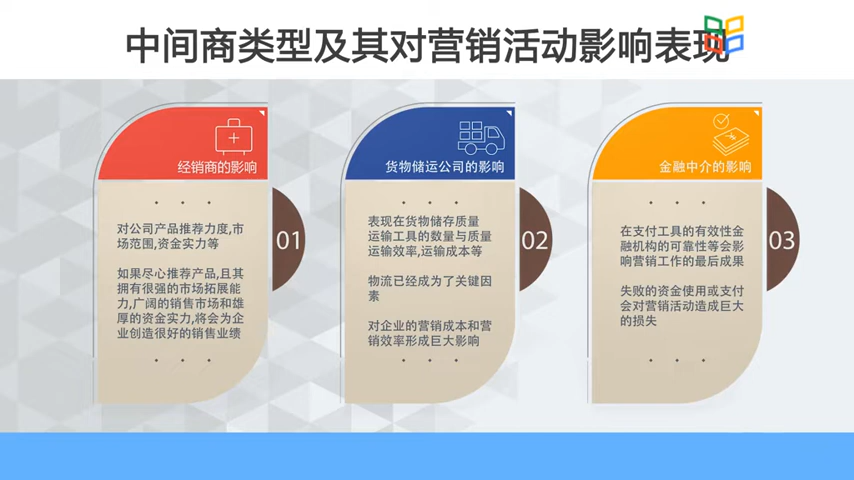 中间商类型及其对营销活动影响表现
经销商的影响
对公司产品推荐力度,市
场范围,资金实力等
如果尽心推荐产品,且其
拥有很强的市场拓展能
力,广阔的销售市场和雄
厚的资金实力,将会为企
业创造很好的销售业绩
01
货物储运公司的影响
表现在货物储存质量
运输工具的数量与质量
运输效率,运输成本等
物流已经成为了关键因
素
对企业的营销成本和营
销效率形成巨大影响
02
金融中介的影响
在支付工具的有效性金
融机构的可靠性等会影
响营销工作的最后成果
失败的资金使用或支付
会对营销活动造成巨大
的损失
03